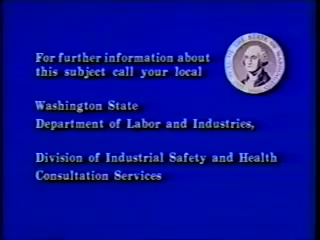 For further information about
this subject call your local
Washington State
Department of Labor and Industries,
Division of Industrial Safety and Health
Consultation Services